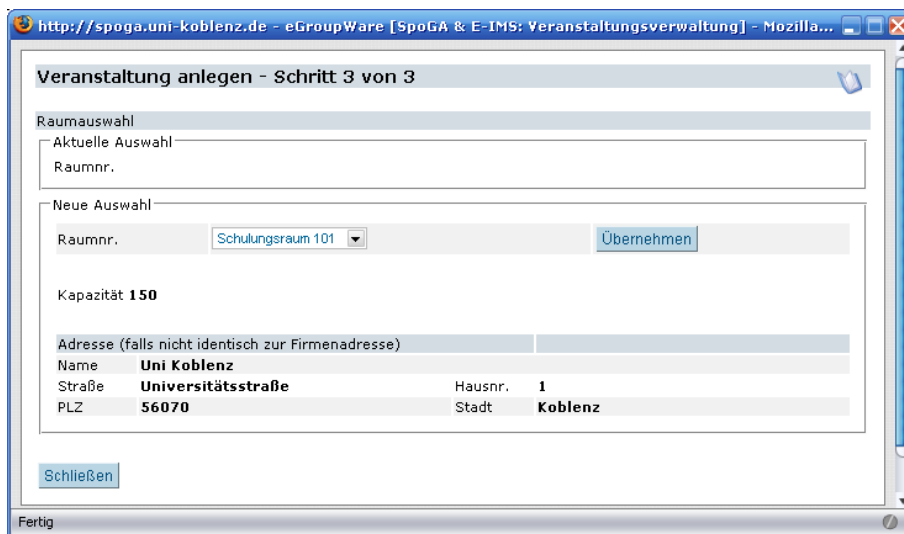 http://spoga.uni-koblenz.de - eGroupWare [SpoGA & E-IMS: Veranstaltungsverwaltung] - Mozilla...
Veranstaltung anlegen - Schritt 3 von 3
Raumauswahl
Aktuelle Auswahl
Raumnr.
Neue Auswahl
Raumnr. Schulungsraum 101 Übernehmen
Kapazität 150
Adresse (falls nicht identisch zur Firmenadresse)
Name Uni Koblenz
Straße Universitätsstraße Hausnr. 1
PLZ 56070 Stadt Koblenz
Schließen
Fertig